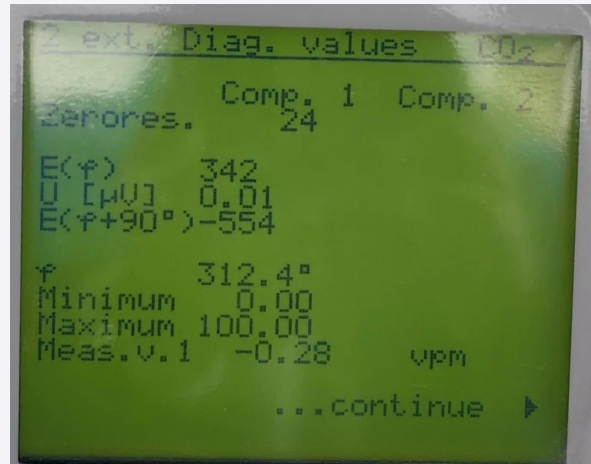 2 ext. Diag. values CO2
Comp. 1 Comp. 2
Zerores. 24
E(φ) 342
U [µV] 0.01
E(φ+90°)-554
φ 312.4°
Minimum 0.00
Maximum 100.00
Meas.v.1 -0.28 vpm
...continue ▶